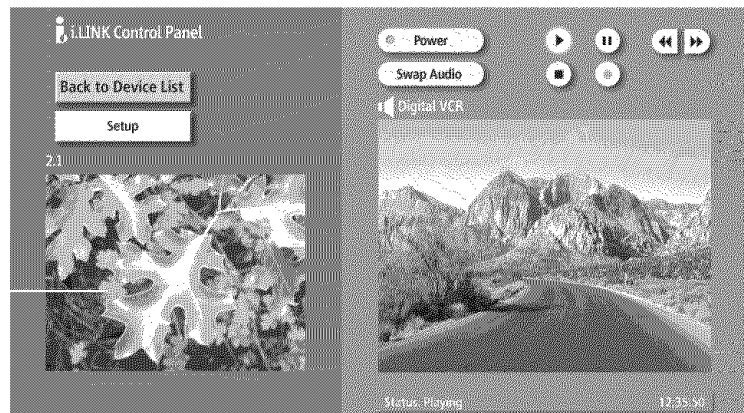 i.LINK Control Panel
Back to Device List
Setup
2.1
Power
Swap Audio
Digital VCR
Status: Playing
12:35:50